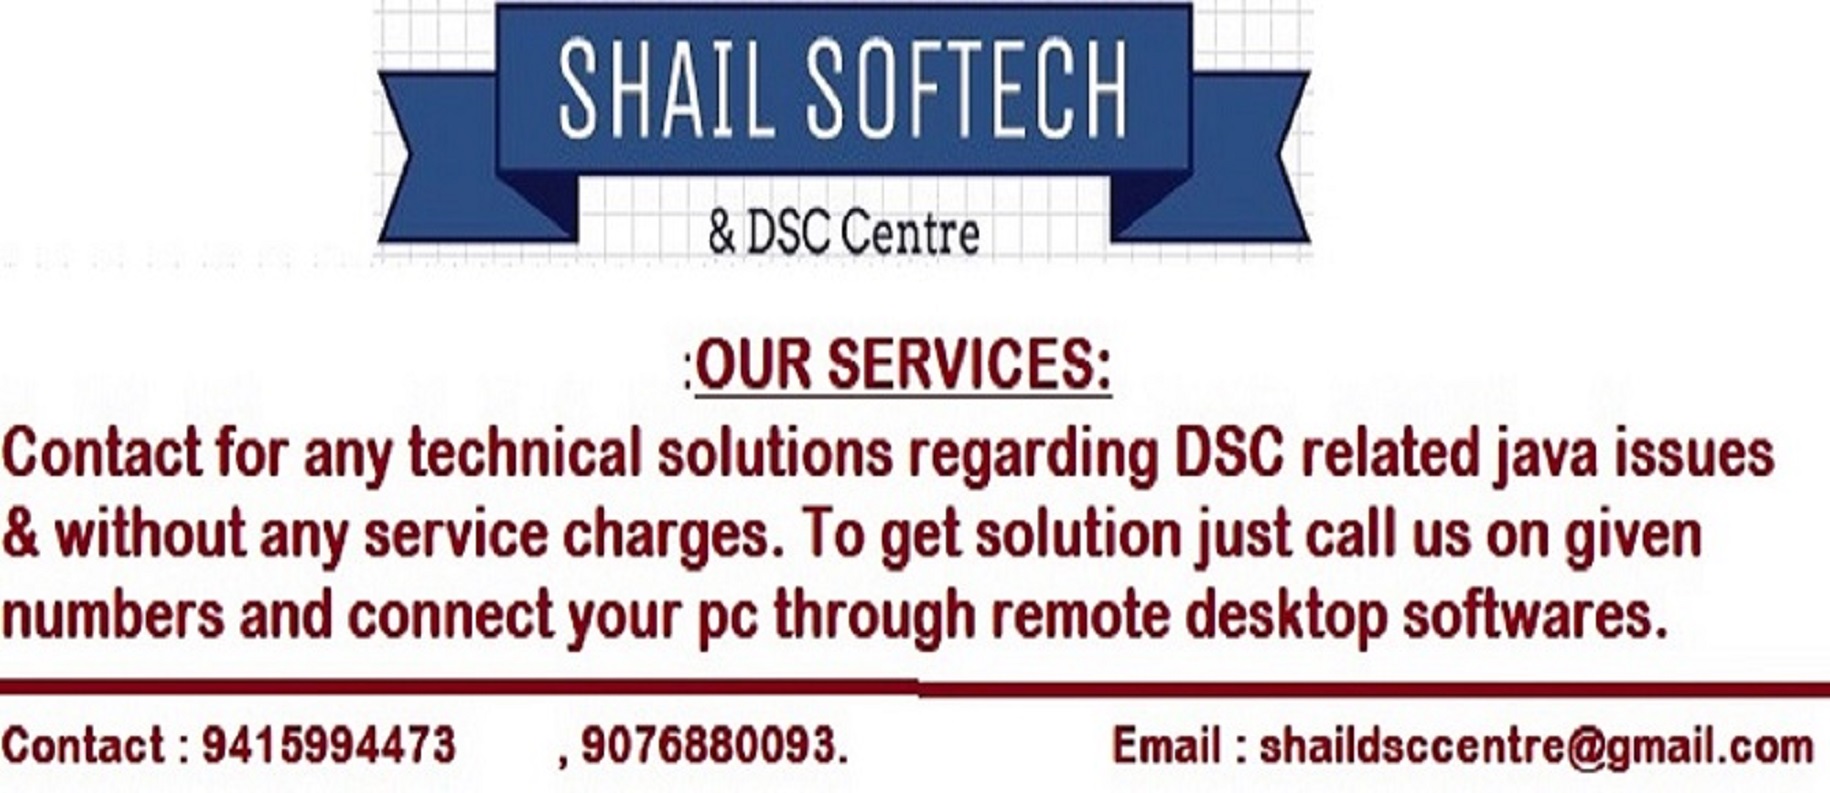 SHAIL SOFTECH
& DSC Centre
:OUR SERVICES:
Contact for any technical solutions regarding DSC related java issues
& without any service charges. To get solution just call us on given
numbers and connect your pc through remote desktop softwares.
Contact : 9415994473 , 9076880093. Email : shaildsccentre@gmail.com